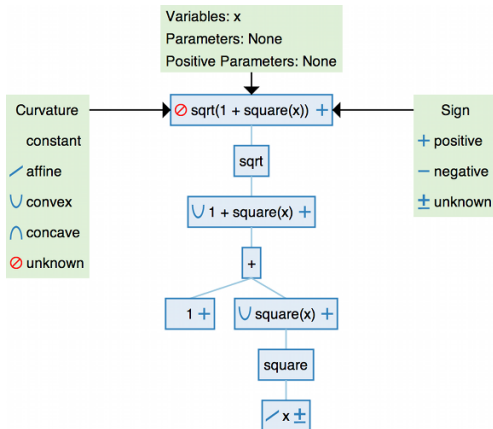 Variables: x
Parameters: None
Positive Parameters: None
Curvature
constant
affine
convex
concave
unknown
sqrt(1 + square(x)) +
Sign
+ positive
− negative
± unknown
sqrt
1 + square(x) +
+
1 +
square(x) +
square
x ±